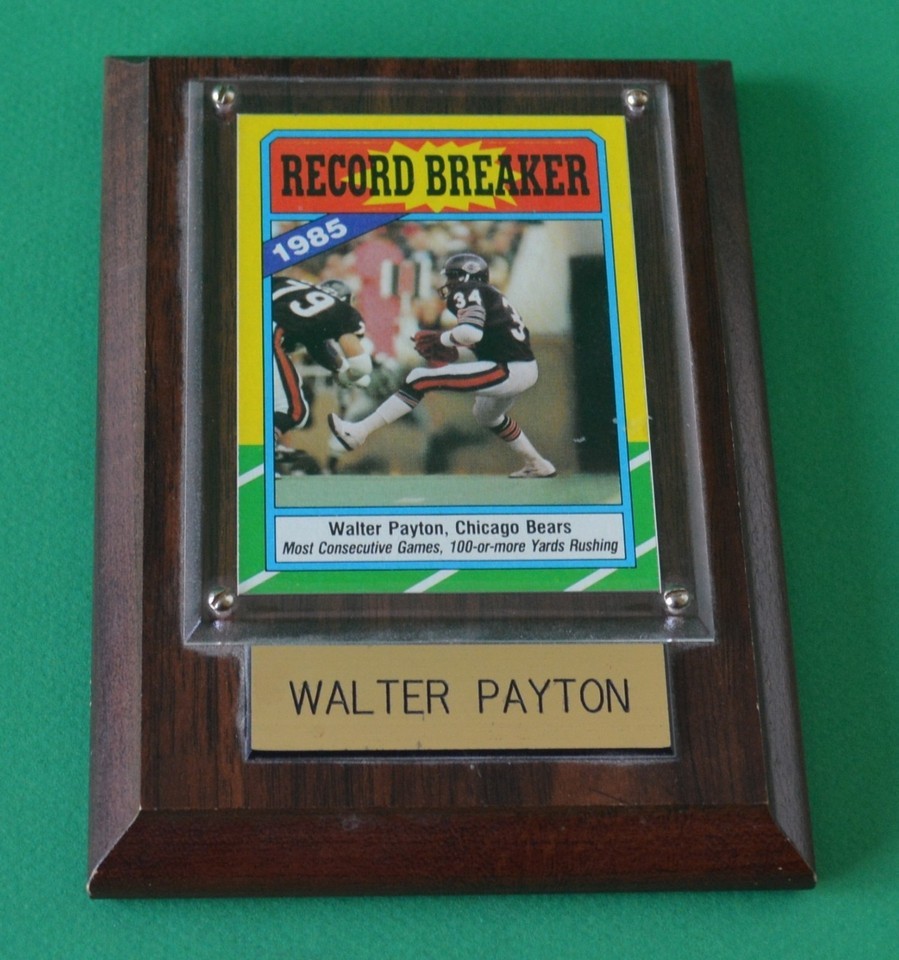 RECORD BREAKER
1985
79
34
3
Walter Payton, Chicago Bears
Most Consecutive Games, 100-or-more Yards Rushing
WALTER PAYTON